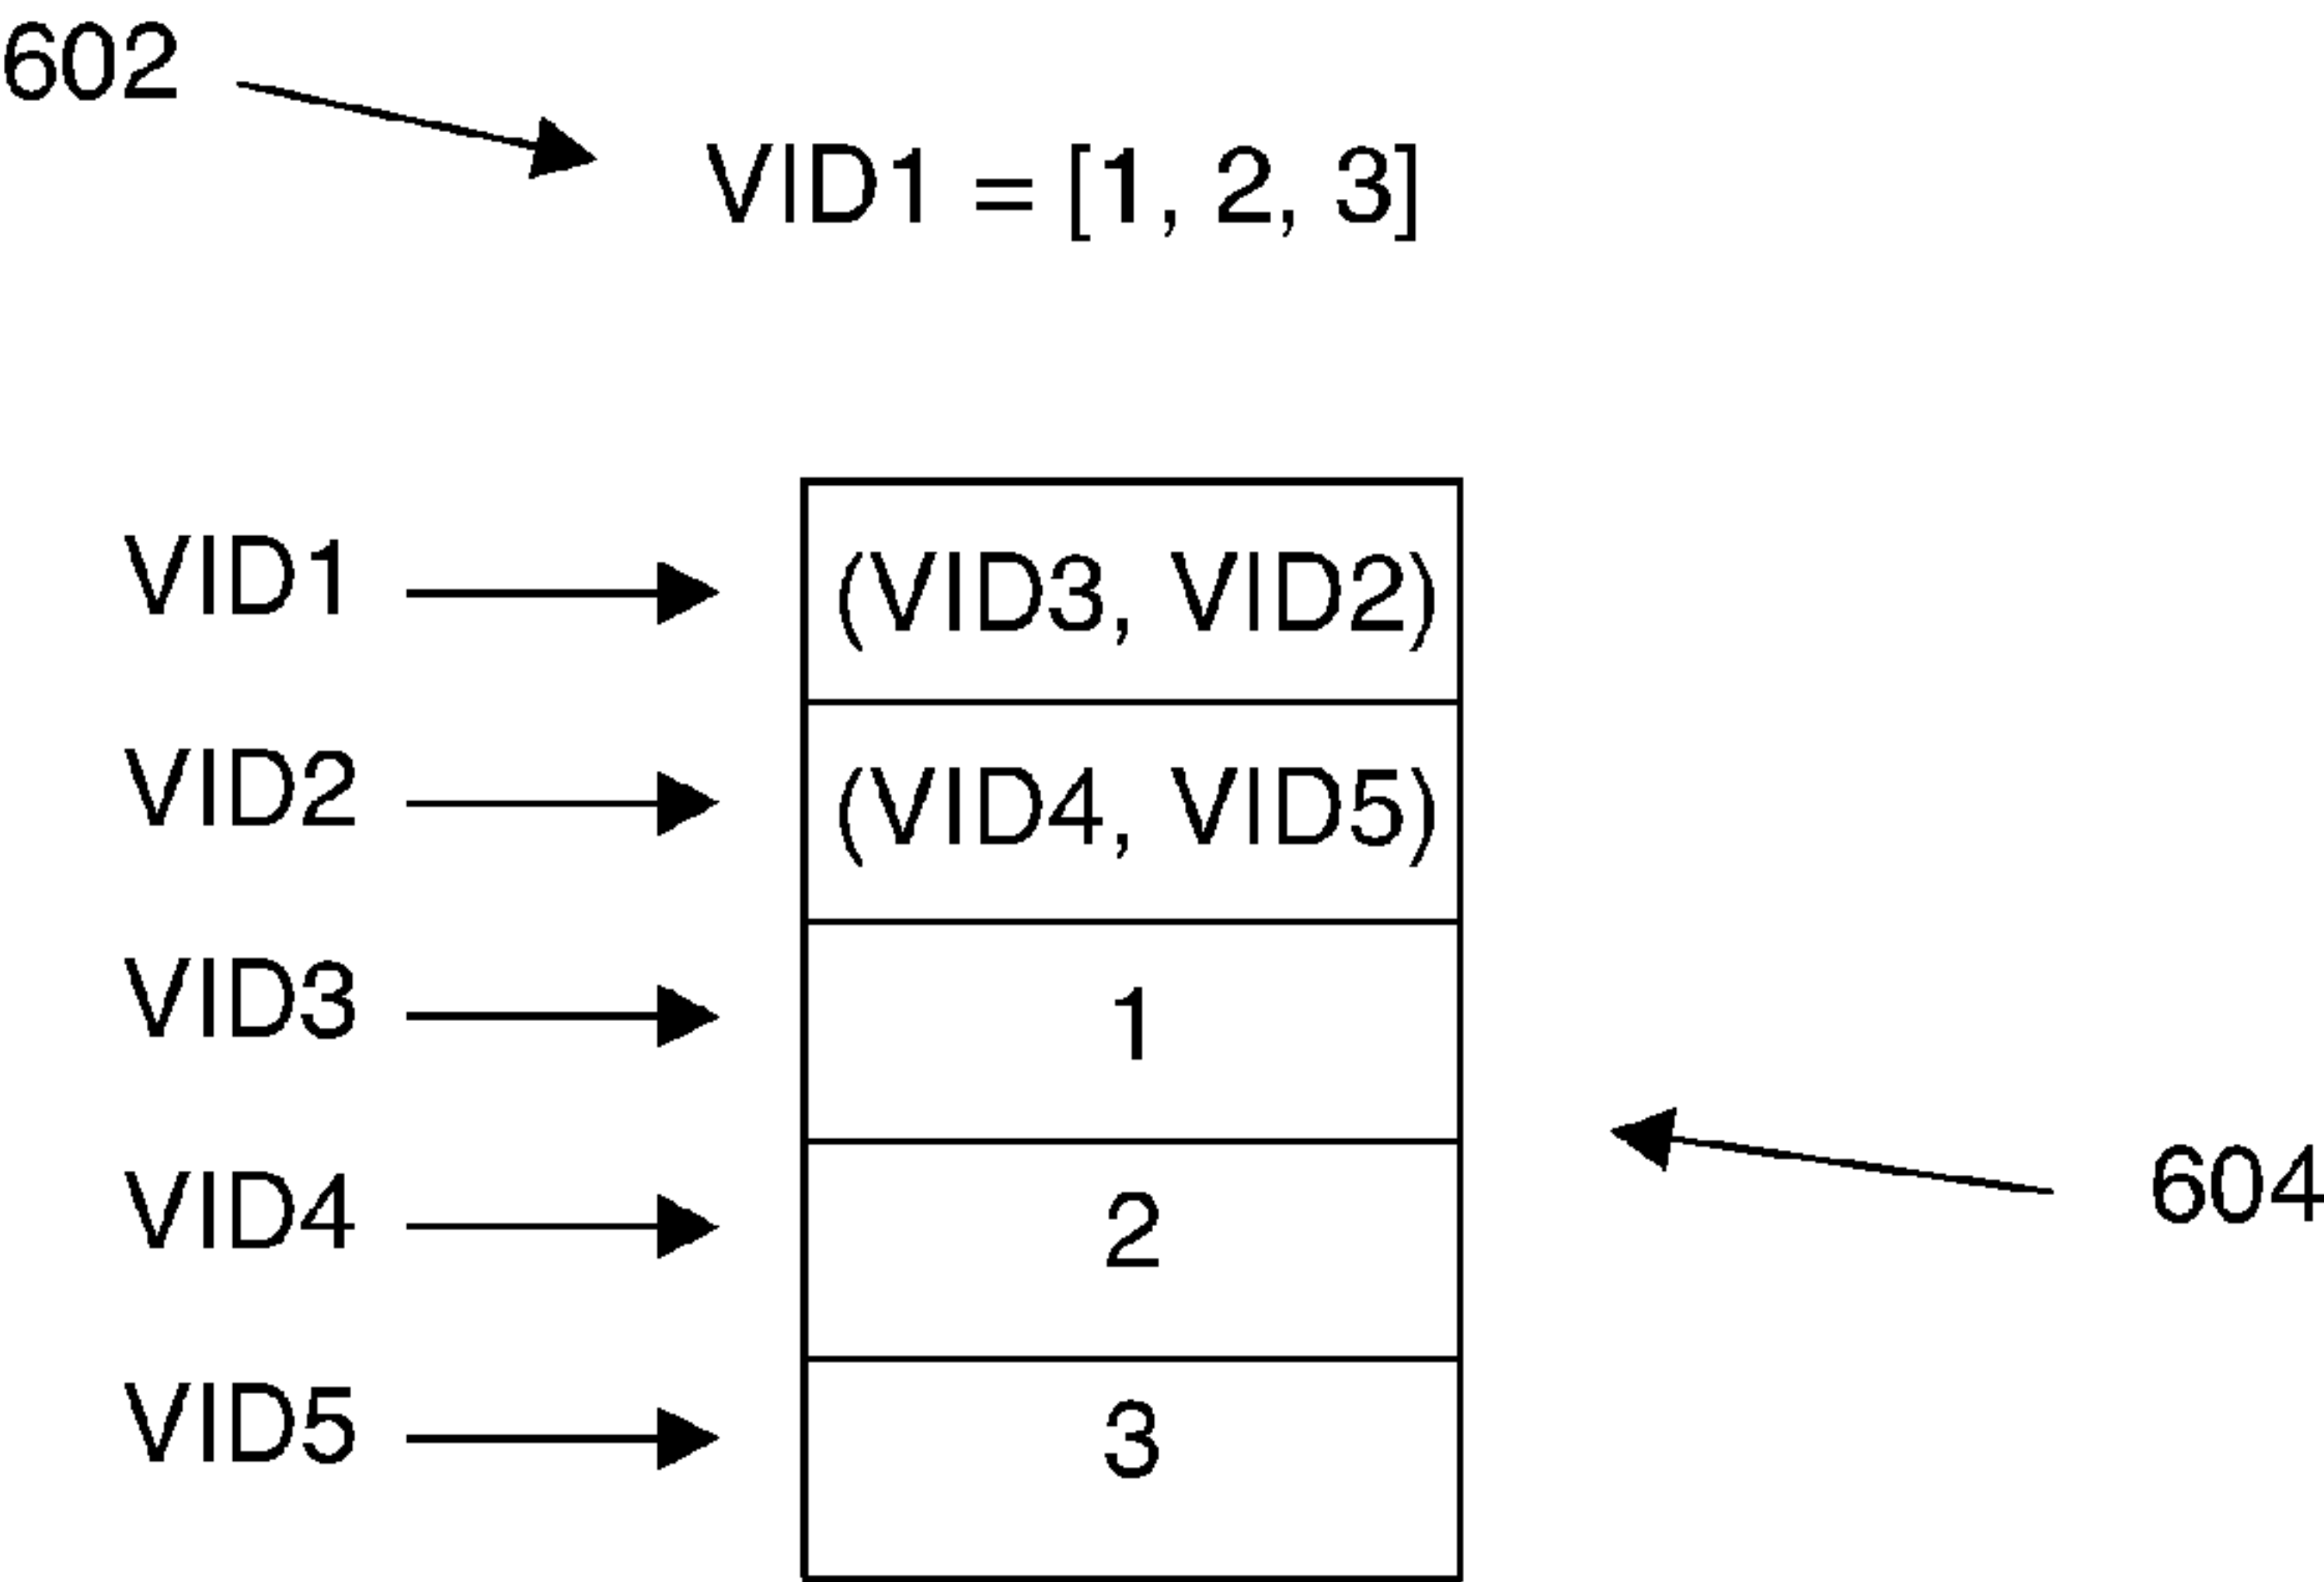 602
VID1 = [1, 2, 3]
VID1 (VID3, VID2)
VID2 (VID4, VID5)
VID3 1
VID4 2
604
VID5 3